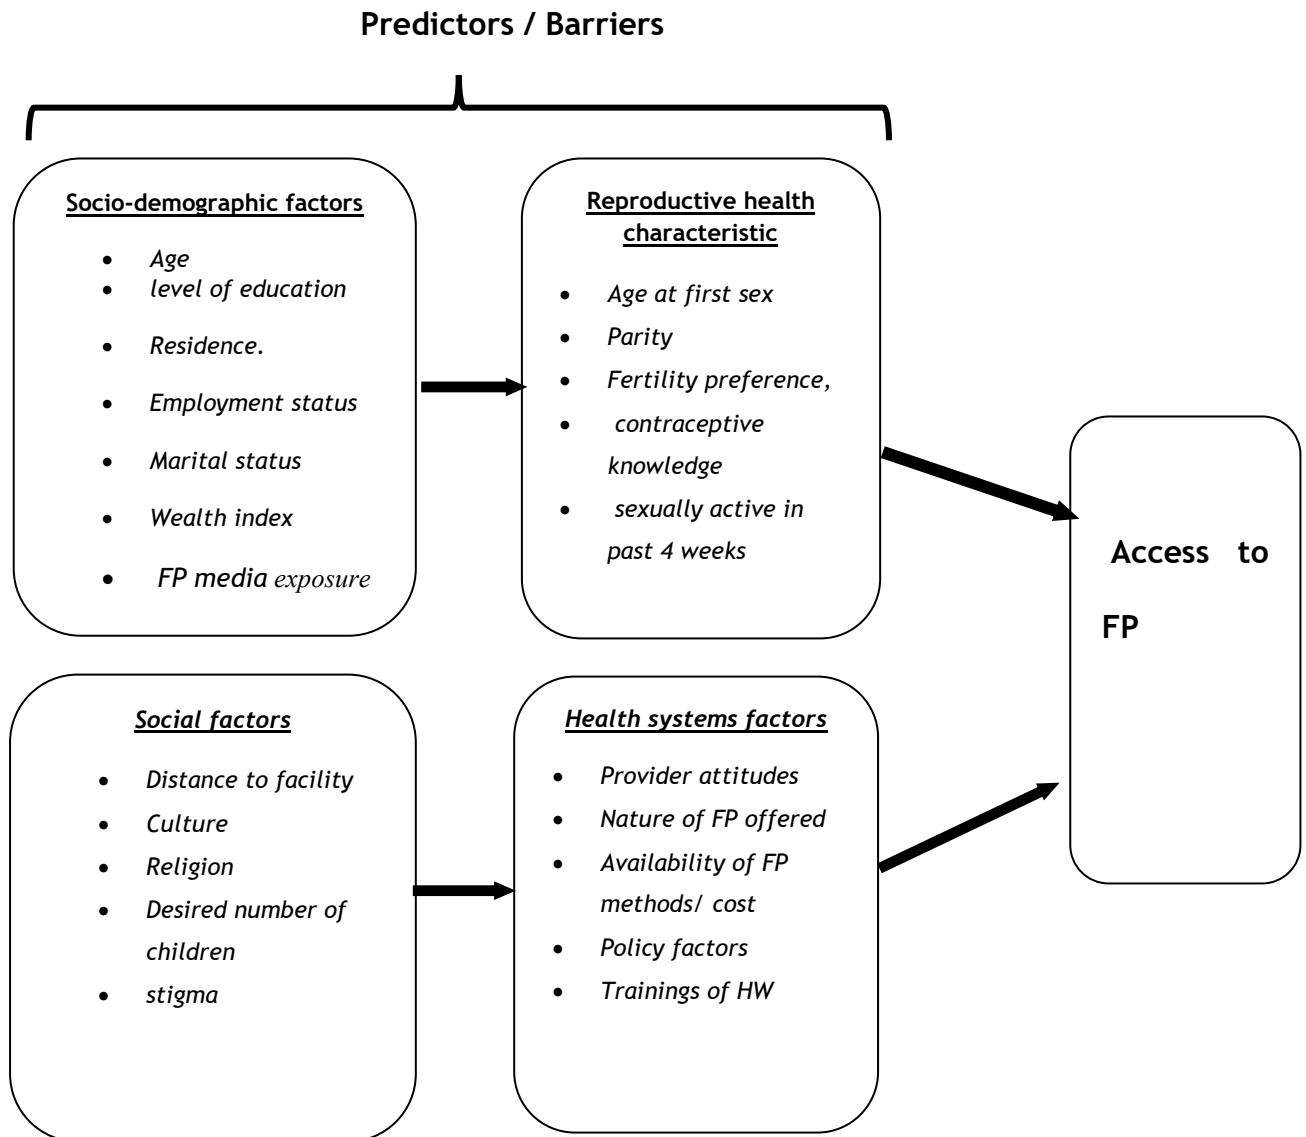 Predictors / Barriers
Socio-demographic factors
• Age
• level of education
• Residence.
• Employment status
• Marital status
• Wealth index
• FP media exposure
Reproductive health
characteristic
• Age at first sex
• Parity
• Fertility preference,
• contraceptive
knowledge
• sexually active in
past 4 weeks
Social factors
• Distance to facility
• Culture
• Religion
• Desired number of
children
• stigma
Health systems factors
• Provider attitudes
• Nature of FP offered
• Availability of FP
methods/ cost
• Policy factors
• Trainings of HW
Access to
FP